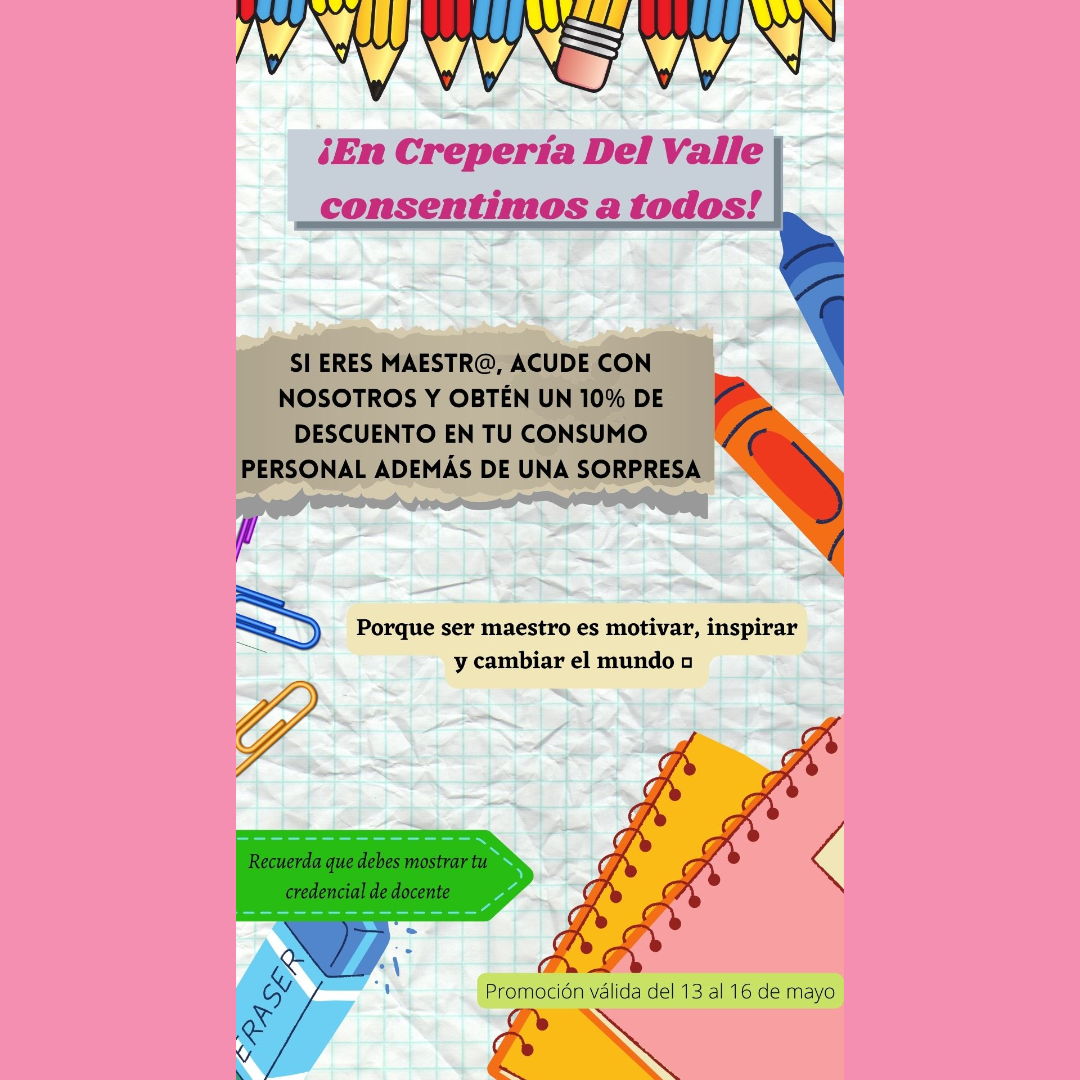 ¡En Crepería Del Valle
consentimos a todos!
SI ERES MAESTR@, ACUDE CON
NOSOTROS Y OBTÉN UN 10% DE
DESCUENTO EN TU CONSUMO
PERSONAL ADEMÁS DE UNA SORPRESA
Porque ser maestro es motivar, inspirar
y cambiar el mundo
Recuerda que debes mostrar tu
credencial de docente
ERASER
Promoción válida del 13 al 16 de mayo